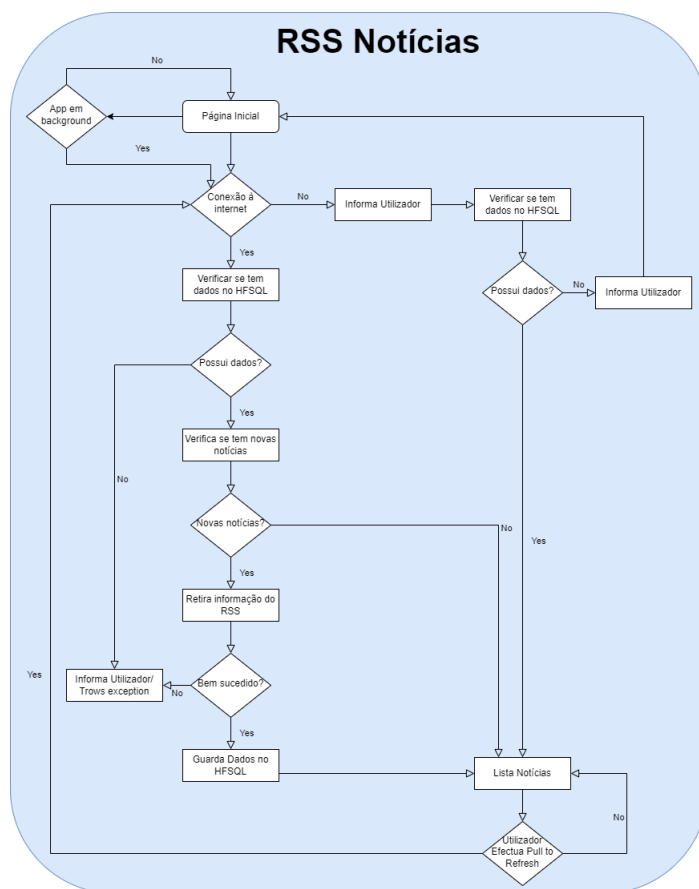 RSS Notícias
No
App em
background
Página Inicial
Yes
Conexão à
internet
No
Informa Utilizador
Verificar se tem
dados no HFSQL
Yes
Verificar se tem
dados no HFSQL
Possui dados?
No
Informa Utilizador
Possui dados?
Yes
Verifica se tem novas
notícias
No
Novas notícias?
No
Yes
Yes
Retira informação do
RSS
Yes
Informa Utilizador/
Trows exception
No
Bem sucedido?
Yes
Guarda Dados no
HFSQL
Lista Notícias
No
Utilizador
Efectua Pull to
Refresh